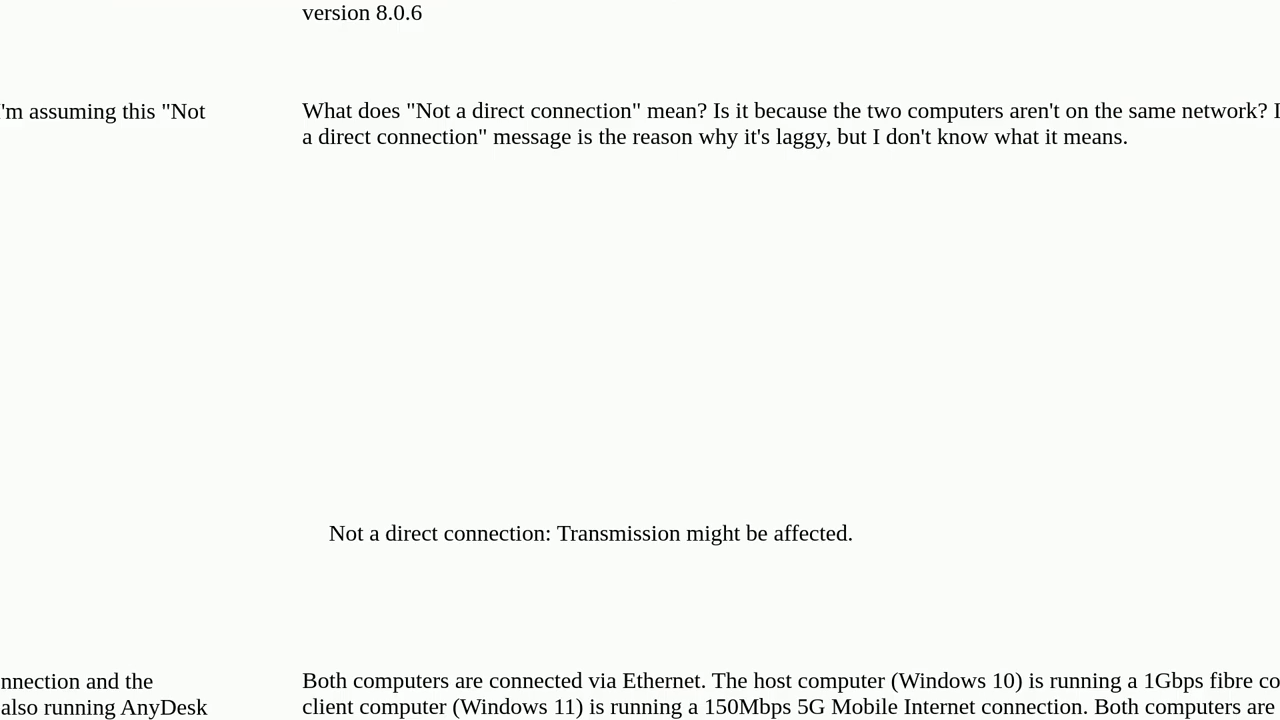 version 8.0.6
'm assuming this "Not
What does "Not a direct connection" mean? Is it because the two computers aren't on the same network? I
a direct connection" message is the reason why it's laggy, but I don't know what it means.
Not a direct connection: Transmission might be affected.
nnection and the
also running AnyDesk
Both computers are connected via Ethernet. The host computer (Windows 10) is running a 1Gbps fibre co
client computer (Windows 11) is running a 150Mbps 5G Mobile Internet connection. Both computers are